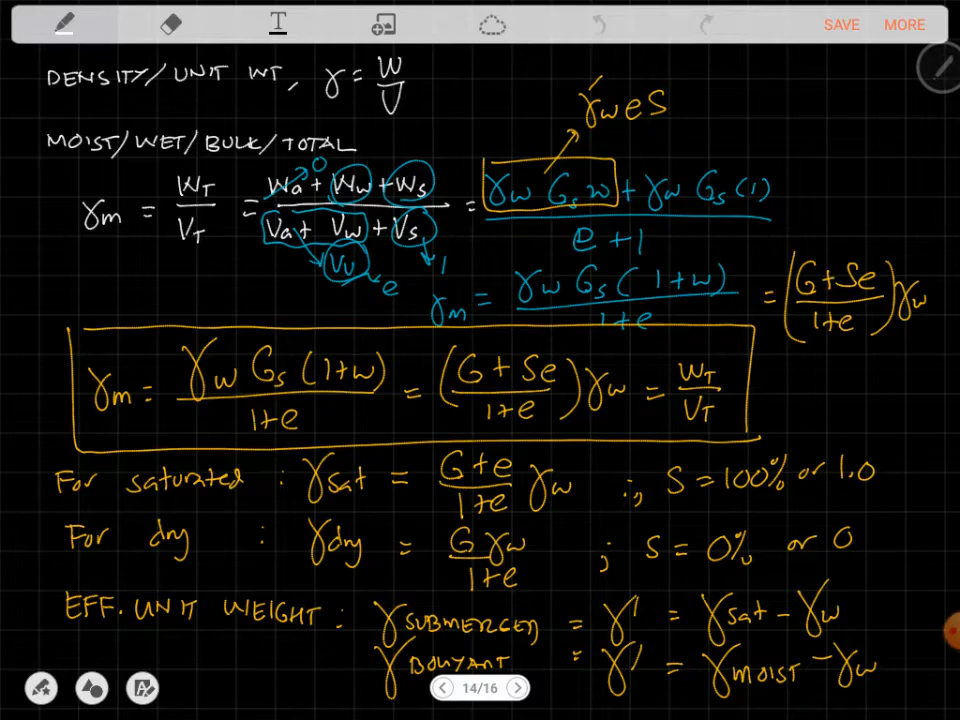 SAVE MORE
DENSITY/UNIT WT, γ = W/V
γw e S
MOIST/WET/BULK/TOTAL
γm = WT/VT = (Wa + Ww + Ws)/(Va + Vw + Vs) = (γw Gs w + γw Gs (1))/(e + 1)
0
Vv
e
1
γm = γw Gs (1+w)/(1+e) = ((G+Se)/(1+e)) γw
γm = γw Gs (1+w)/(1+e) = ((G+Se)/(1+e)) γw = WT/VT
For saturated : γsat = (G+e)/(1+e) γw ;, S = 100% or 1.0
For dry : γdry = Gγw/(1+e) ; S = 0% or 0
EFF. UNIT WEIGHT : γSUBMERGED = γ' = γsat - γw
γBOUYANT = γ' = γMOIST - γw
14/16